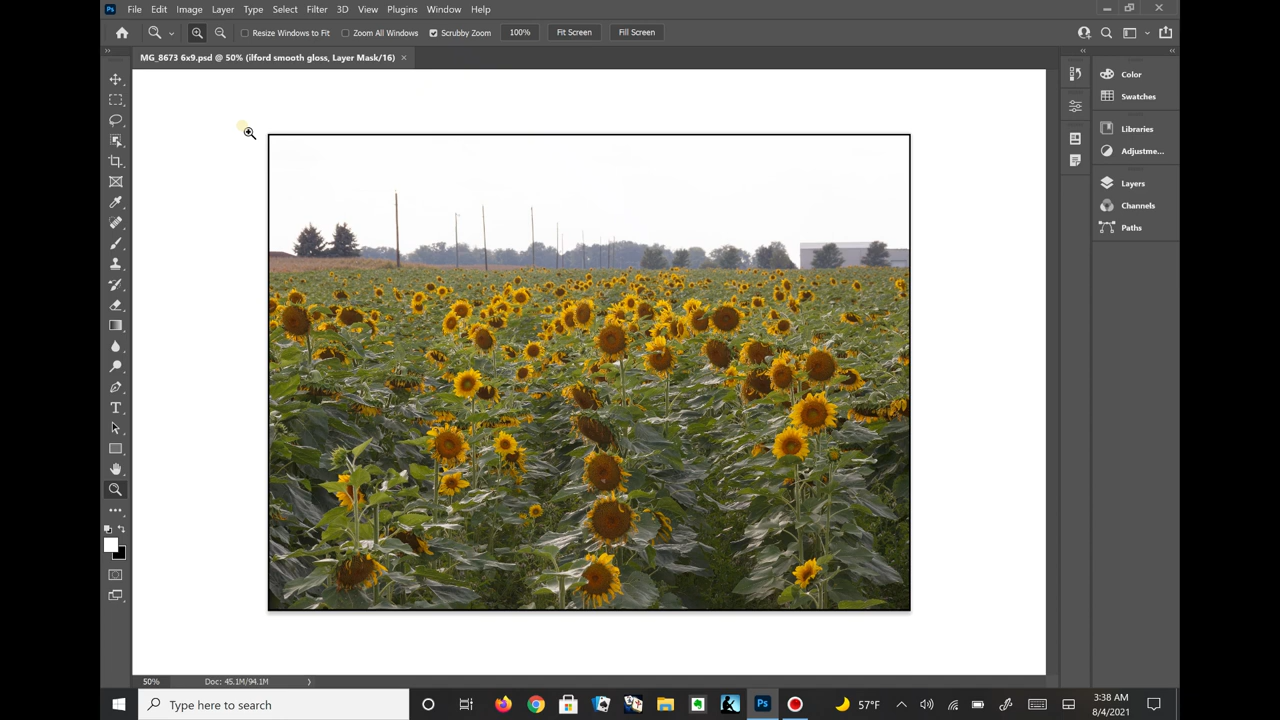 Ps File Edit Image Layer Type Select Filter 3D View Plugins Window Help
Resize Windows to Fit Zoom All Windows Scrubby Zoom 100% Fit Screen Fill Screen
MG_8673 6x9.psd @ 50% (ilford smooth gloss, Layer Mask/16) ×
Color
Swatches
Libraries
Adjustme...
Layers
Channels
Paths
T
50% Doc: 45.1M/94.1M
Type here to search
Ps
57°F
3:38 AM
8/4/2021